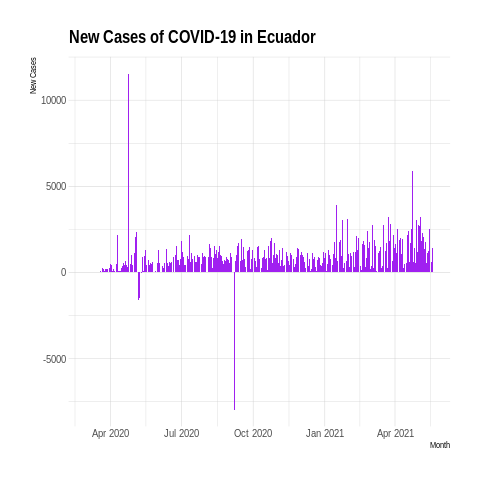 New Cases of COVID-19 in Ecuador
New Cases
10000
5000
0
-5000
Apr 2020 Jul 2020 Oct 2020 Jan 2021 Apr 2021
Month